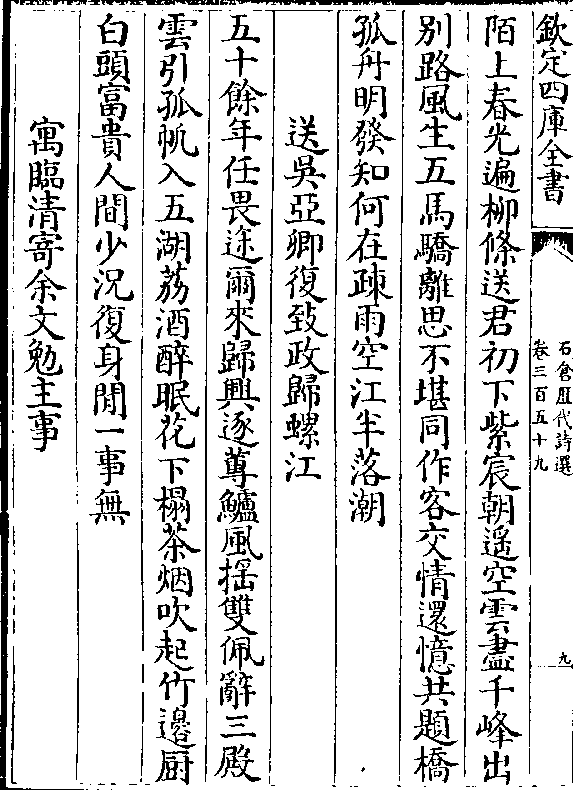 欽定四庫全書
石倉歷代詩選
卷三百五十九
九
陌上春光遍柳條送君初下紫宸朝遙空雲盡千峰出
别路風生五馬驕離思不堪同作客交情還憶共題橋
孤舟明發知何在疎雨空江半落潮
送吳亞卿復致政歸螺江
五十餘年任畏途爾來歸興逐蓴鱸風揺雙佩辭三殿
雲引孤帆入五湖荔酒醉眠花下榻茶烟吹起竹邉厨
白頭富貴人間少况復身閒一事無
寓臨清寄余文勉主事